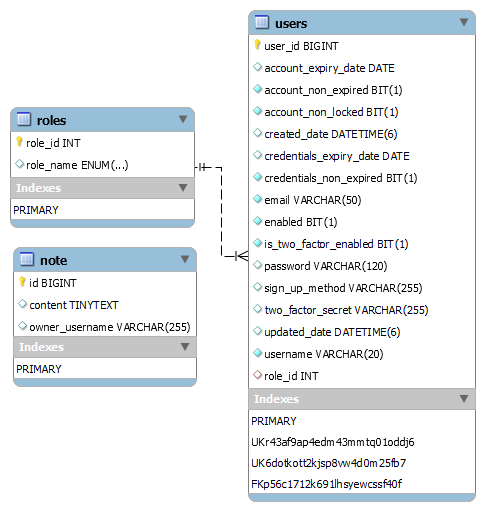 roles
role_id INT
role_name ENUM(...)
Indexes
PRIMARY
note
id BIGINT
content TINYTEXT
owner_username VARCHAR(255)
Indexes
PRIMARY
users
user_id BIGINT
account_expiry_date DATE
account_non_expired BIT(1)
account_non_locked BIT(1)
created_date DATETIME(6)
credentials_expiry_date DATE
credentials_non_expired BIT(1)
email VARCHAR(50)
enabled BIT(1)
is_two_factor_enabled BIT(1)
password VARCHAR(120)
sign_up_method VARCHAR(255)
two_factor_secret VARCHAR(255)
updated_date DATETIME(6)
username VARCHAR(20)
role_id INT
Indexes
PRIMARY
UKr43af9ap4edm43mmtq01oddj6
UK6dotkott2kjsp8vw4d0m25fb7
FKp56c1712k691lhsyewcssf40f